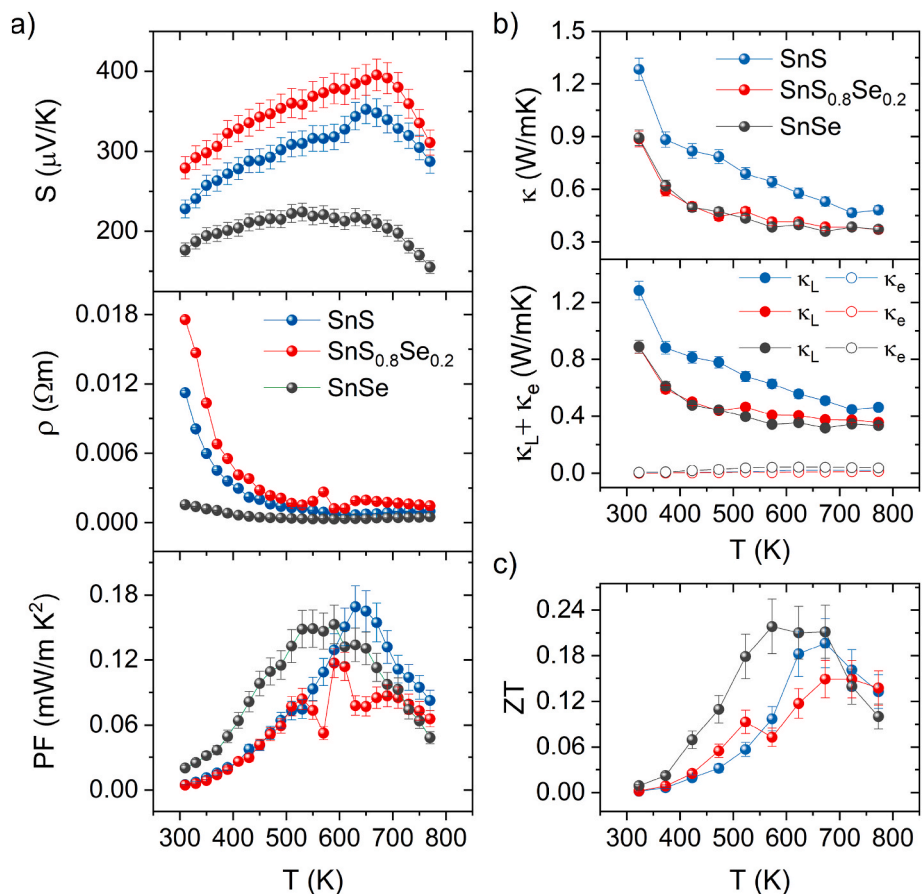 a)
400
300
200
S (μV/K)
0.018
0.012
0.006
0.000
ρ (Ωm)
SnS
SnS0.8Se0.2
SnSe
0.18
0.12
0.06
0.00
PF (mW/m K²)
300 400 500 600 700 800
T (K)
b)
1.5
1.2
0.9
0.6
0.3
κ (W/mK)
SnS
SnS0.8Se0.2
SnSe
1.2
0.8
0.4
0.0
κL+ κe (W/mK)
κL κe
κL κe
κL κe
300 400 500 600 700 800
T (K)
c)
0.24
0.18
0.12
0.06
0.00
ZT
300 400 500 600 700 800
T (K)